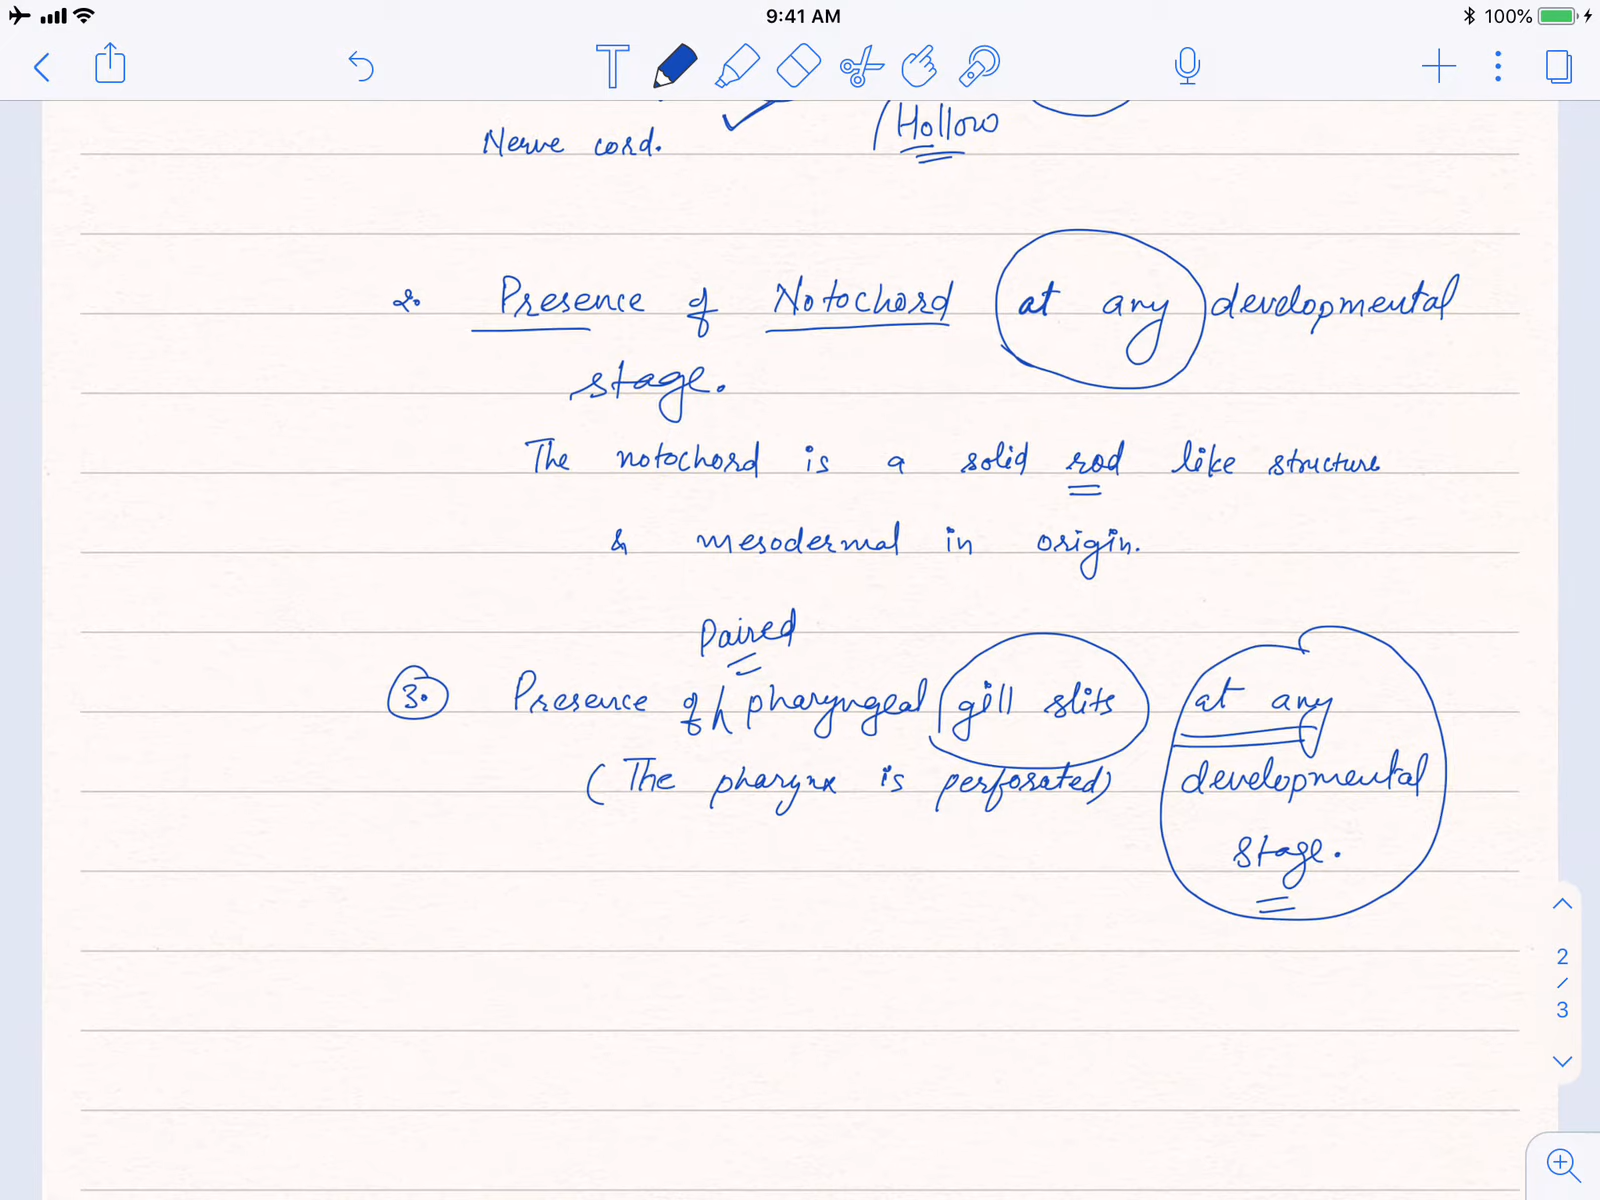 9:41 AM
100%
T
Hollow
Nerve cord.
2. Presence of Notochord at any developmental
stage.
The notochord is a solid rod like structure
& mesodermal in origin.
Paired
3. Presence of pharyngeal gill slits at any
(The pharynx is perforated) developmental
stage.
2
/
3